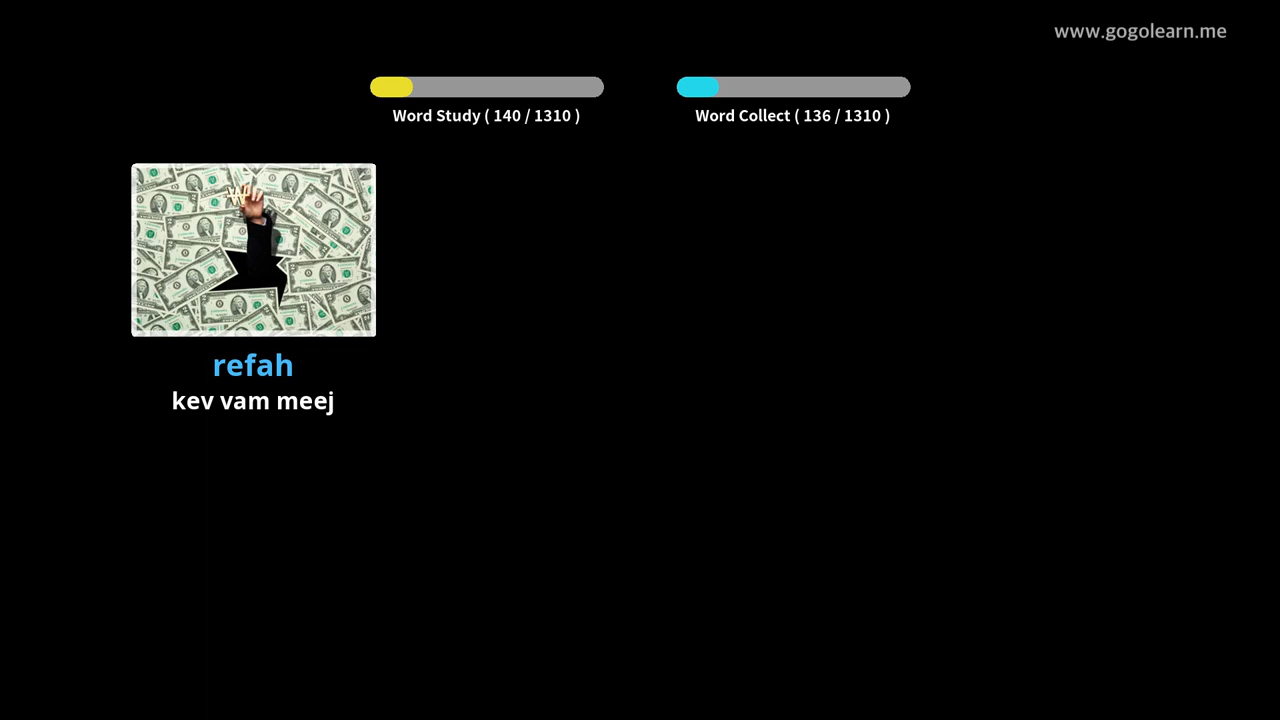 www.gogolearn.me
Word Study ( 140 / 1310 )
Word Collect ( 136 / 1310 )
refah
kev vam meej